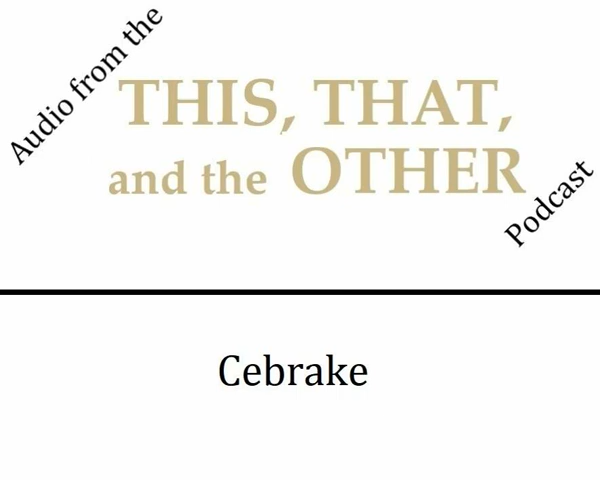 Audio from the
THIS, THAT,
and the OTHER
Podcast
Cebrake